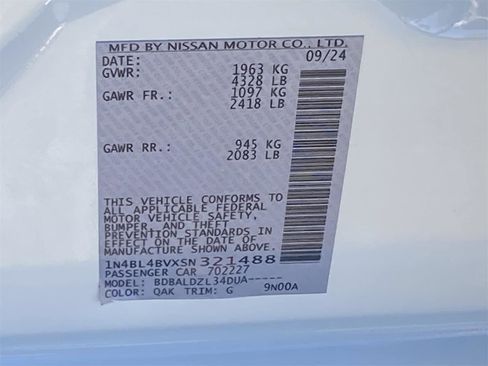 MFD BY NISSAN MOTOR CO., LTD.
DATE: 09/24
GVWR: 1963 KG
4328 LB
GAWR FR.: 1097 KG
2418 LB
GAWR RR.: 945 KG
2083 LB
THIS VEHICLE CONFORMS TO
ALL APPLICABLE FEDERAL
MOTOR VEHICLE SAFETY,
BUMPER, AND THEFT
PREVENTION STANDARDS IN
EFFECT ON THE DATE OF
MANUFACTURE SHOWN ABOVE.
1N4BL4BVXSN321488
PASSENGER CAR 702227
MODEL: BDBALDZL34DUA-----
COLOR: QAK TRIM: G 9N00A